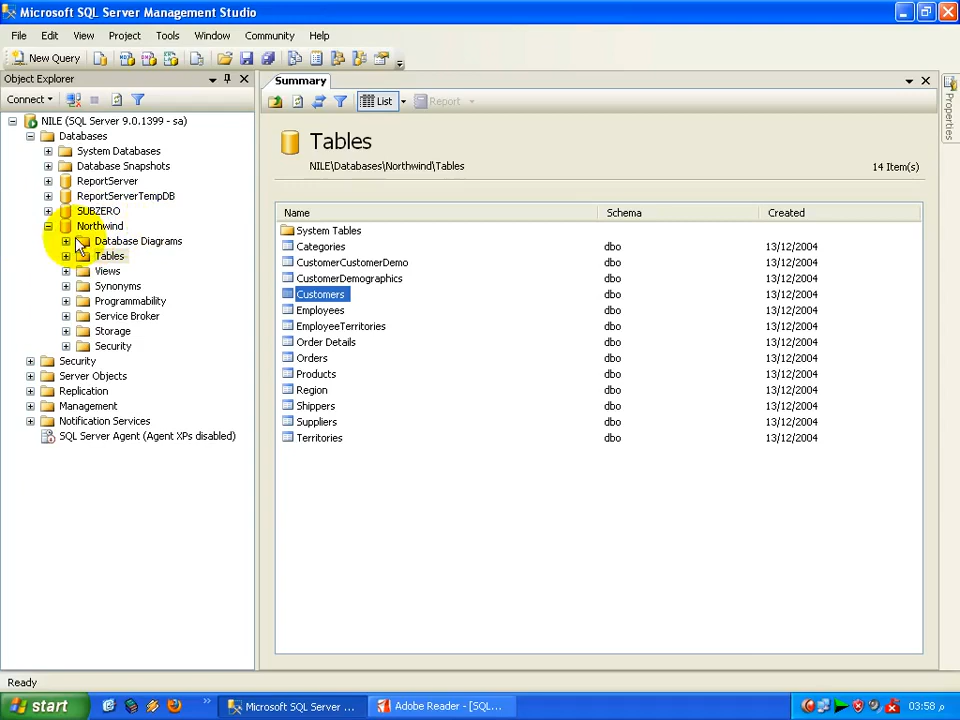 Microsoft SQL Server Management Studio
File Edit View Project Tools Window Community Help
New Query
Object Explorer
Connect
NILE (SQL Server 9.0.1399 - sa)
Databases
System Databases
Database Snapshots
ReportServer
ReportServerTempDB
SUBZERO
Northwind
Database Diagrams
Tables
Views
Synonyms
Programmability
Service Broker
Storage
Security
Security
Server Objects
Replication
Management
Notification Services
SQL Server Agent (Agent XPs disabled)
Summary
List Report
Tables
NILE\Databases\Northwind\Tables 14 Item(s)
Name Schema Created
System Tables
Categories dbo 13/12/2004
CustomerCustomerDemo dbo 13/12/2004
CustomerDemographics dbo 13/12/2004
Customers dbo 13/12/2004
Employees dbo 13/12/2004
EmployeeTerritories dbo 13/12/2004
Order Details dbo 13/12/2004
Orders dbo 13/12/2004
Products dbo 13/12/2004
Region dbo 13/12/2004
Shippers dbo 13/12/2004
Suppliers dbo 13/12/2004
Territories dbo 13/12/2004
Properties
Ready
start Microsoft SQL Server ... Adobe Reader - [SQL... 03:58 م